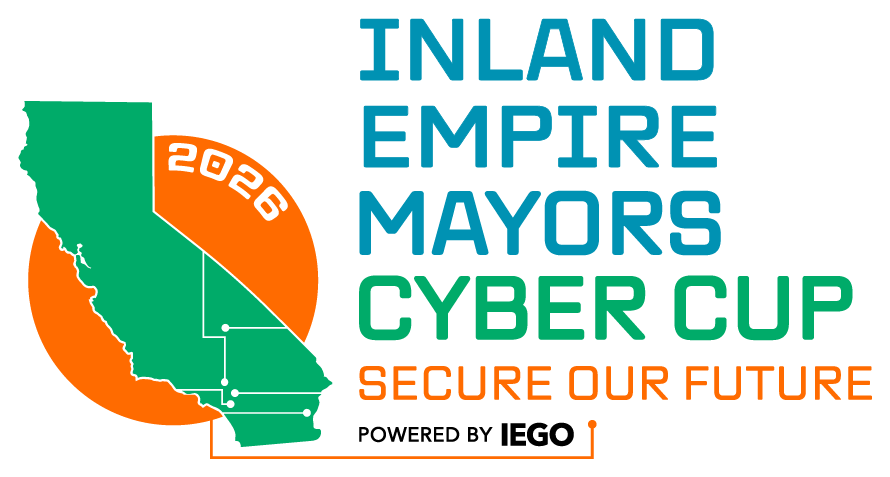 2026
INLAND
EMPIRE
MAYORS
CYBER CUP
SECURE OUR FUTURE
POWERED BY IEGO